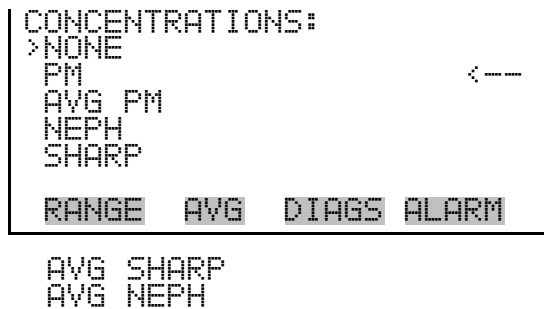 CONCENTRATIONS:
>NONE
PM <--
AVG PM
NEPH
SHARP
RANGE AVG DIAGS ALARM
AVG SHARP
AVG NEPH